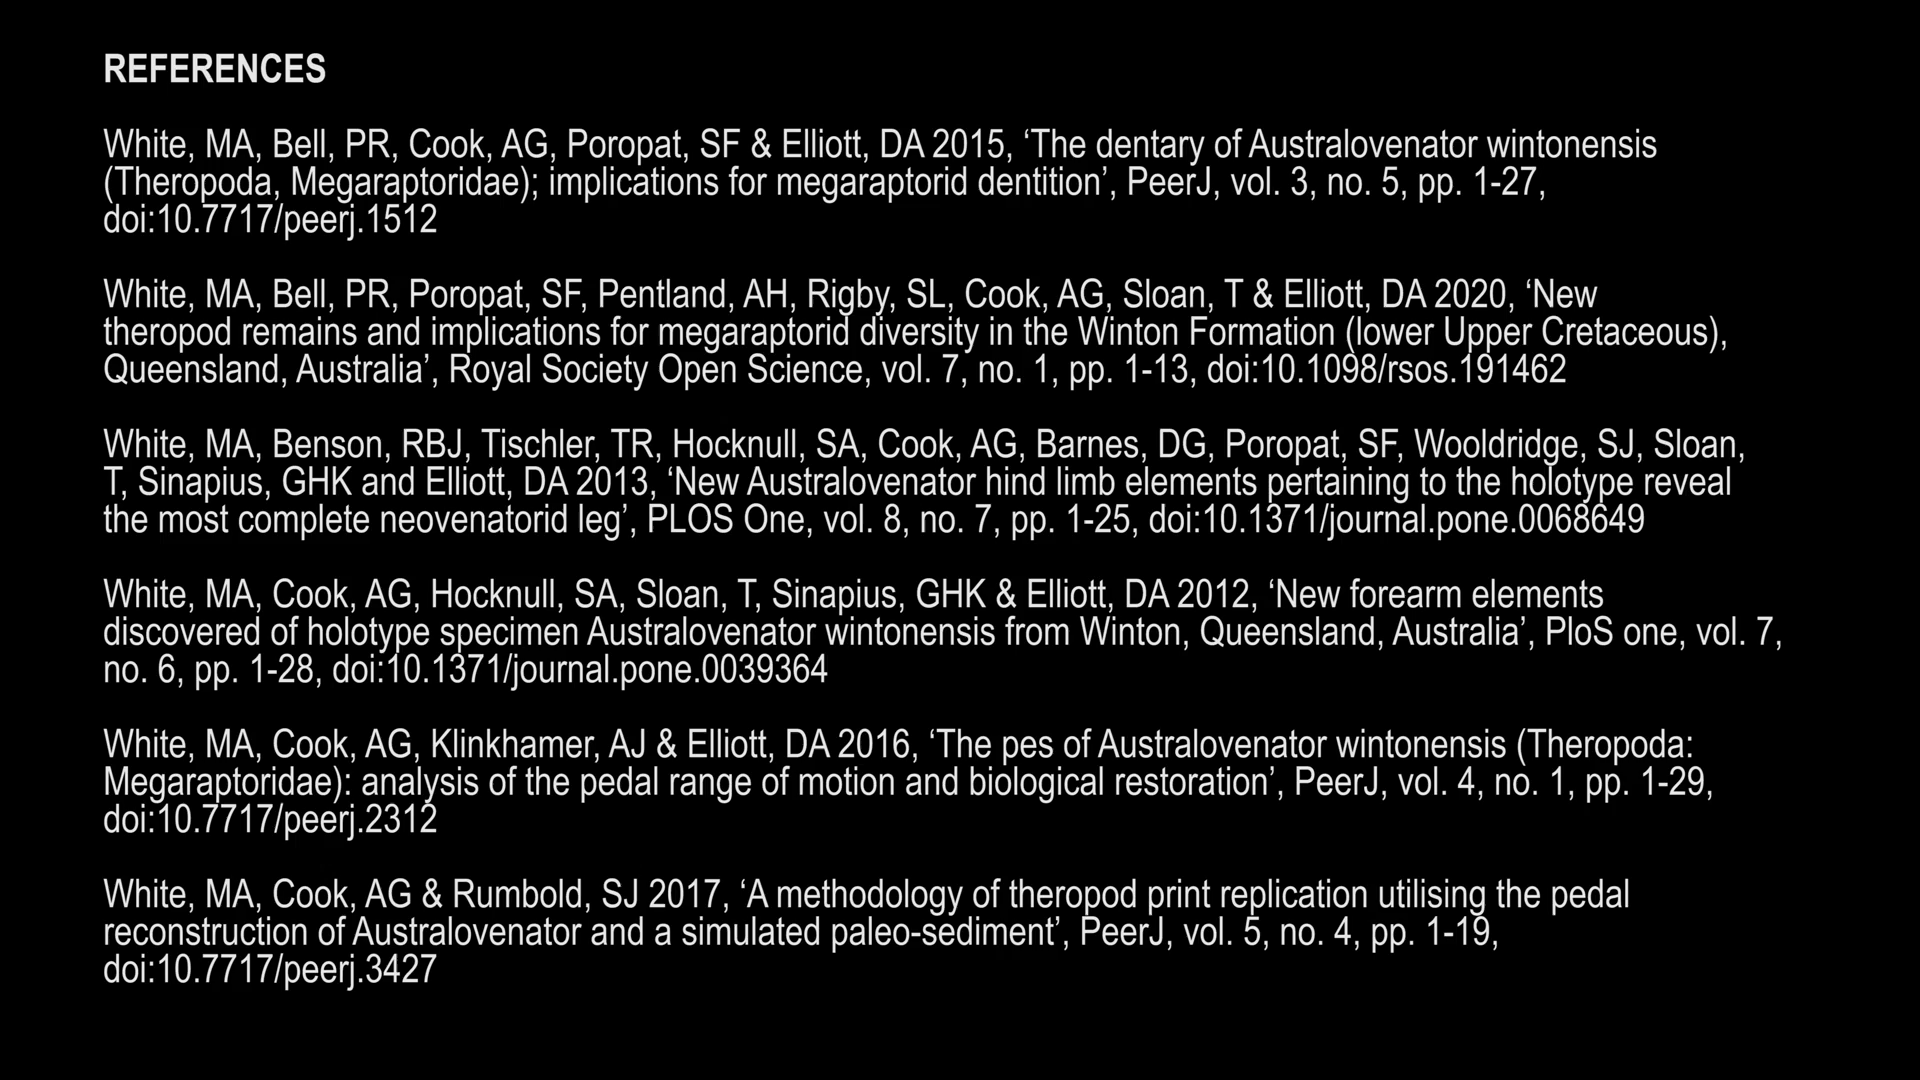 REFERENCES
White, MA, Bell, PR, Cook, AG, Poropat, SF & Elliott, DA 2015, ‘The dentary of Australovenator wintonensis
(Theropoda, Megaraptoridae); implications for megaraptorid dentition’, PeerJ, vol. 3, no. 5, pp. 1-27,
doi:10.7717/peerj.1512
White, MA, Bell, PR, Poropat, SF, Pentland, AH, Rigby, SL, Cook, AG, Sloan, T & Elliott, DA 2020, ‘New
theropod remains and implications for megaraptorid diversity in the Winton Formation (lower Upper Cretaceous),
Queensland, Australia’, Royal Society Open Science, vol. 7, no. 1, pp. 1-13, doi:10.1098/rsos.191462
White, MA, Benson, RBJ, Tischler, TR, Hocknull, SA, Cook, AG, Barnes, DG, Poropat, SF, Wooldridge, SJ, Sloan,
T, Sinapius, GHK and Elliott, DA 2013, ‘New Australovenator hind limb elements pertaining to the holotype reveal
the most complete neovenatorid leg’, PLOS One, vol. 8, no. 7, pp. 1-25, doi:10.1371/journal.pone.0068649
White, MA, Cook, AG, Hocknull, SA, Sloan, T, Sinapius, GHK & Elliott, DA 2012, ‘New forearm elements
discovered of holotype specimen Australovenator wintonensis from Winton, Queensland, Australia’, PloS one, vol. 7,
no. 6, pp. 1-28, doi:10.1371/journal.pone.0039364
White, MA, Cook, AG, Klinkhamer, AJ & Elliott, DA 2016, ‘The pes of Australovenator wintonensis (Theropoda:
Megaraptoridae): analysis of the pedal range of motion and biological restoration’, PeerJ, vol. 4, no. 1, pp. 1-29,
doi:10.7717/peerj.2312
White, MA, Cook, AG & Rumbold, SJ 2017, ‘A methodology of theropod print replication utilising the pedal
reconstruction of Australovenator and a simulated paleo-sediment’, PeerJ, vol. 5, no. 4, pp. 1-19,
doi:10.7717/peerj.3427